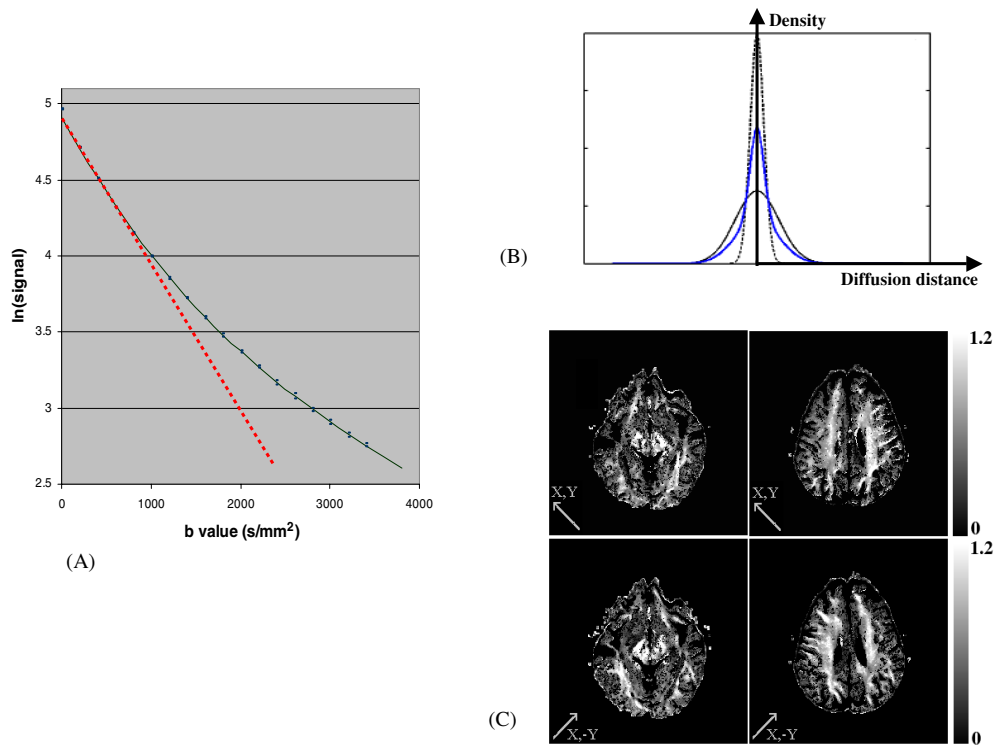 5
4.5
4
3.5
3
2.5
0 1000 2000 3000 4000
ln(signal)
b value (s/mm²)
(A)
Density
Diffusion distance
(B)
1.2
X,Y
X,Y
0
1.2
X,-Y
X,-Y
0
(C)